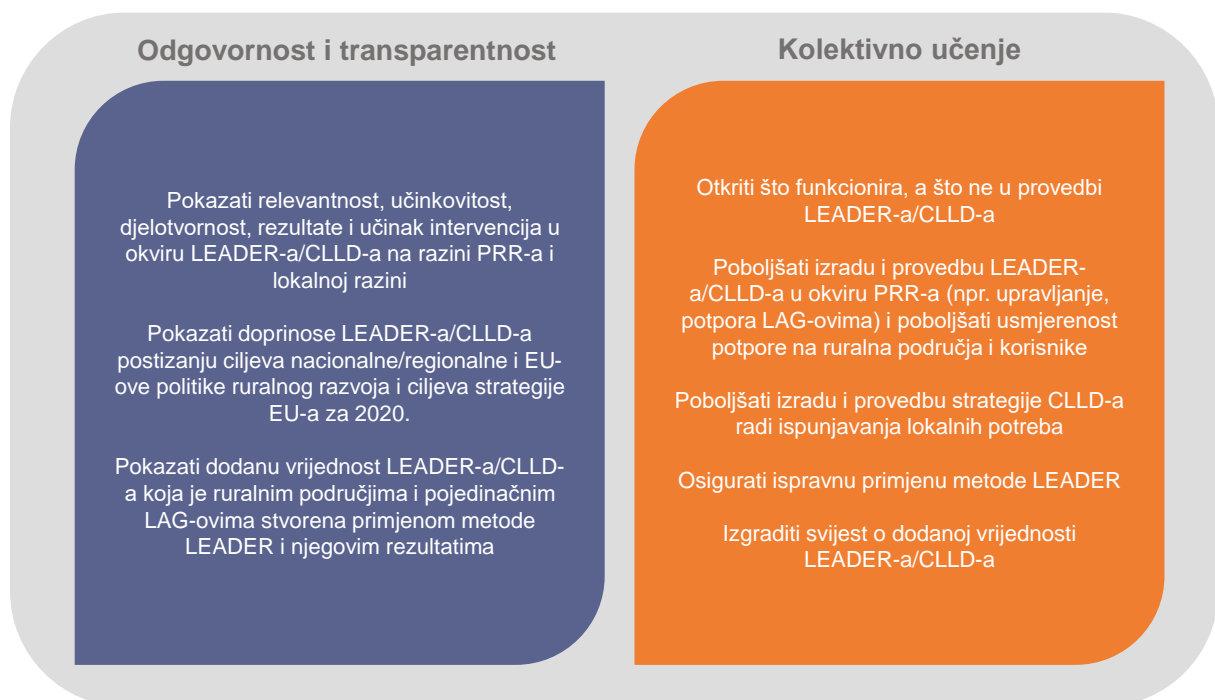 Odgovornost i transparentnost
Pokazati relevantnost, učinkovitost,
djelotvornost, rezultate i učinak intervencija u
okviru LEADER-a/CLLD-a na razini PRR-a i
lokalnoj razini
Pokazati doprinose LEADER-a/CLLD-a
postizanju ciljeva nacionalne/regionalne i EU-
ove politike ruralnog razvoja i ciljeva strategije
EU-a za 2020.
Pokazati dodanu vrijednost LEADER-a/CLLD-
a koja je ruralnim područjima i pojedinačnim
LAG-ovima stvorena primjenom metode
LEADER i njegovim rezultatima
Kolektivno učenje
Otkriti što funkcionira, a što ne u provedbi
LEADER-a/CLLD-a
Poboljšati izradu i provedbu LEADER-
a/CLLD-a u okviru PRR-a (npr. upravljanje,
potpora LAG-ovima) i poboljšati usmjerenost
potpore na ruralna područja i korisnike
Poboljšati izradu i provedbu strategije CLLD-a
radi ispunjavanja lokalnih potreba
Osigurati ispravnu primjenu metode LEADER
Izgraditi svijest o dodanoj vrijednosti
LEADER-a/CLLD-a